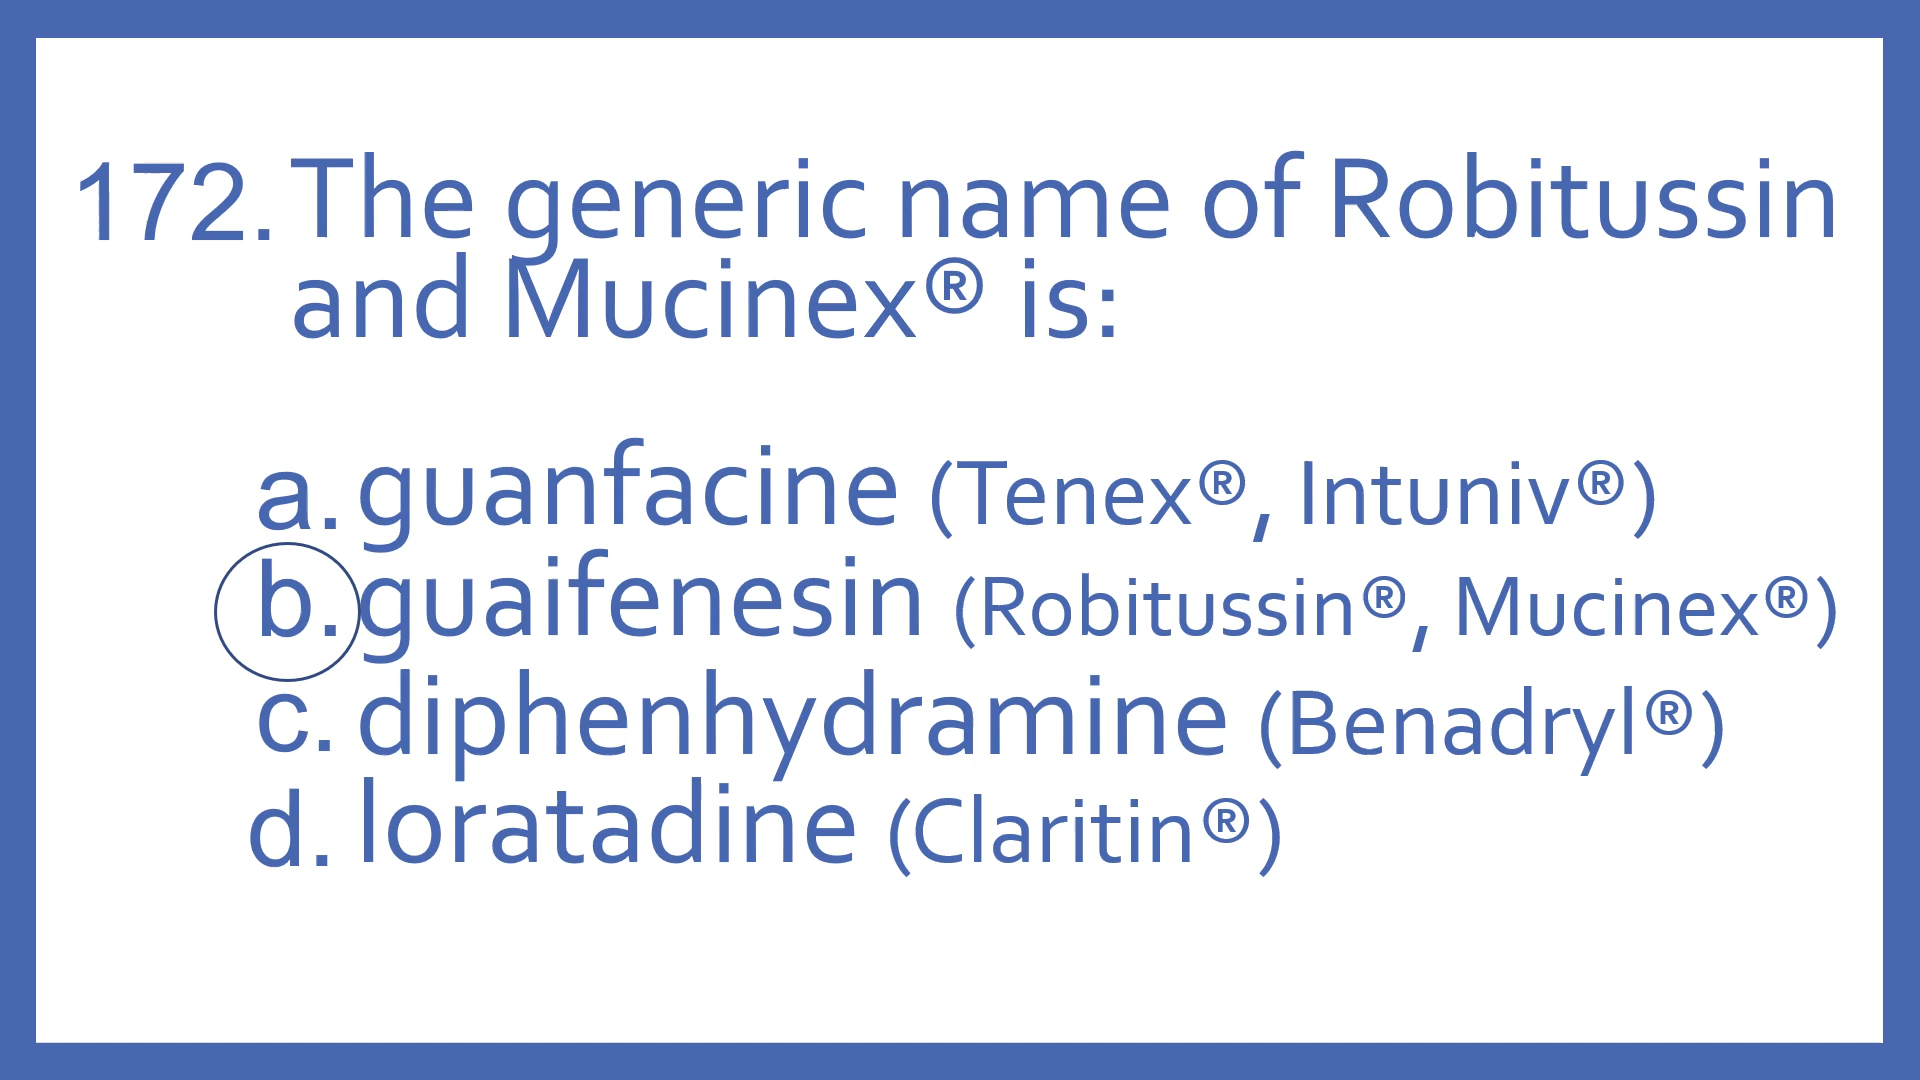 172. The generic name of Robitussin
and Mucinex® is:
a. guanfacine (Tenex®, Intuniv®)
b. guaifenesin (Robitussin®, Mucinex®)
c. diphenhydramine (Benadryl®)
d. loratadine (Claritin®)